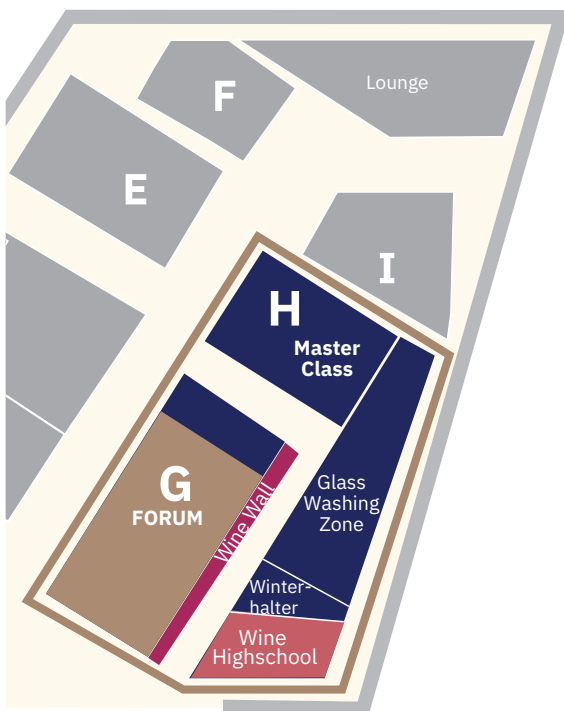 F
Lounge
E
I
H
Master
Class
G
FORUM
Wine Wall
Glass
Washing
Zone
Winter-
halter
Wine
Highschool